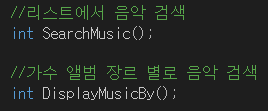 //리스트에서 음악 검색
int SearchMusic();
//가수 앨범 장르 별로 음악 검색
int DisplayMusicBy();